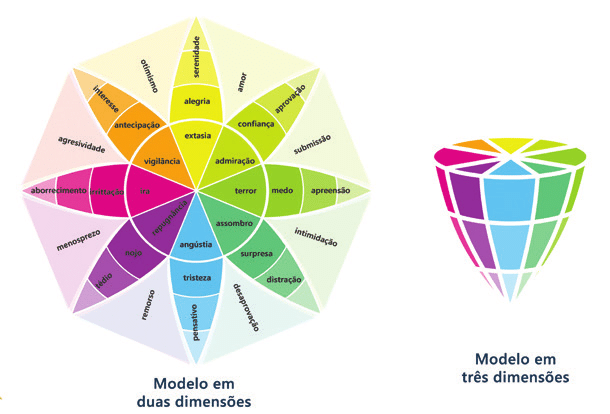 serenidade
otimismo
amor
interesse
alegria
aprovação
antecipação
extasia
confiança
agresividade
submissão
vigilância
admiração
aborrecimento
irritação
ira
terror
medo
apreensão
repugnância
assombro
menosprezo
nojo
angústia
surpresa
intimidação
tédio
tristeza
distração
remorso
pensativo
desaprovação
Modelo em
duas dimensões
Modelo em
três dimensões